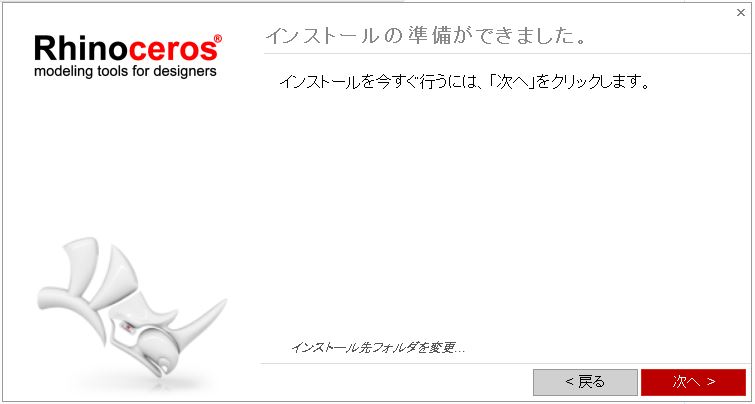 Rhinoceros®
modeling tools for designers
インストールの準備ができました。
インストールを今すぐ行うには、「次へ」をクリックします。
インストール先フォルダを変更...
< 戻る
次へ >